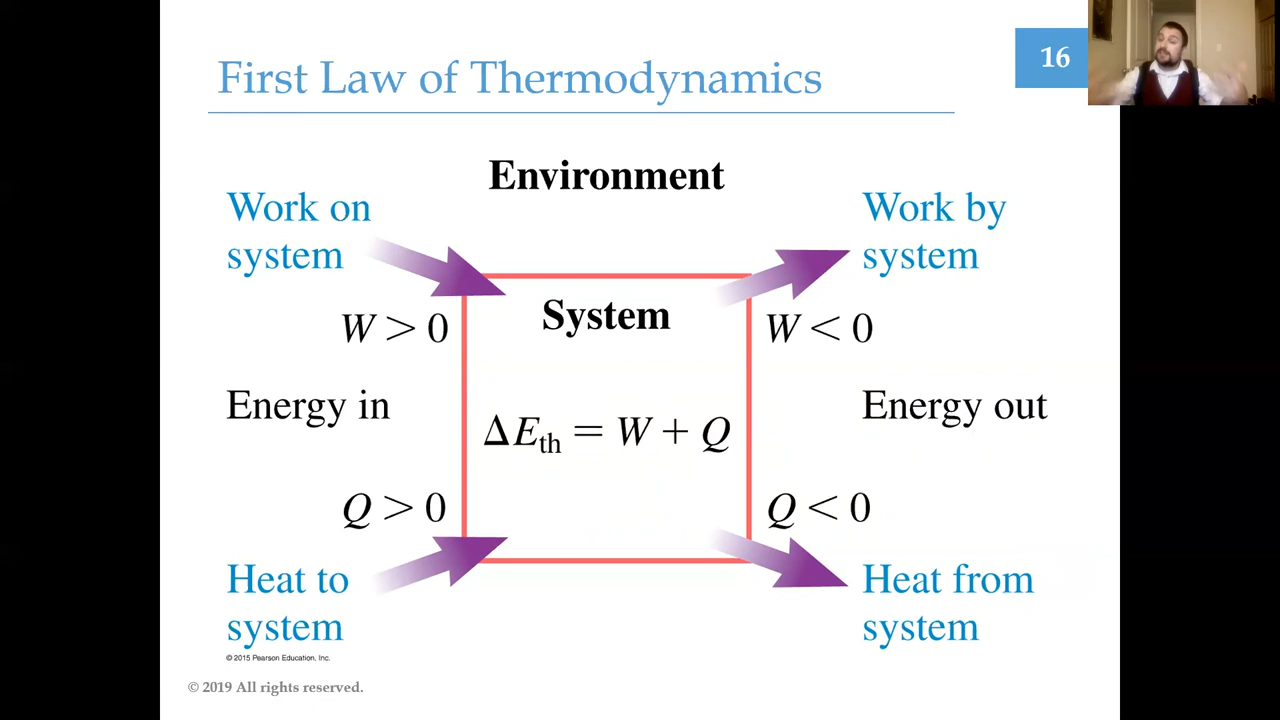 First Law of Thermodynamics
16
Environment
Work on
system
Work by
system
System
W > 0
W < 0
Energy in
Energy out
ΔEth = W + Q
Q > 0
Q < 0
Heat to
system
Heat from
system
© 2015 Pearson Education, Inc.
© 2019 All rights reserved.